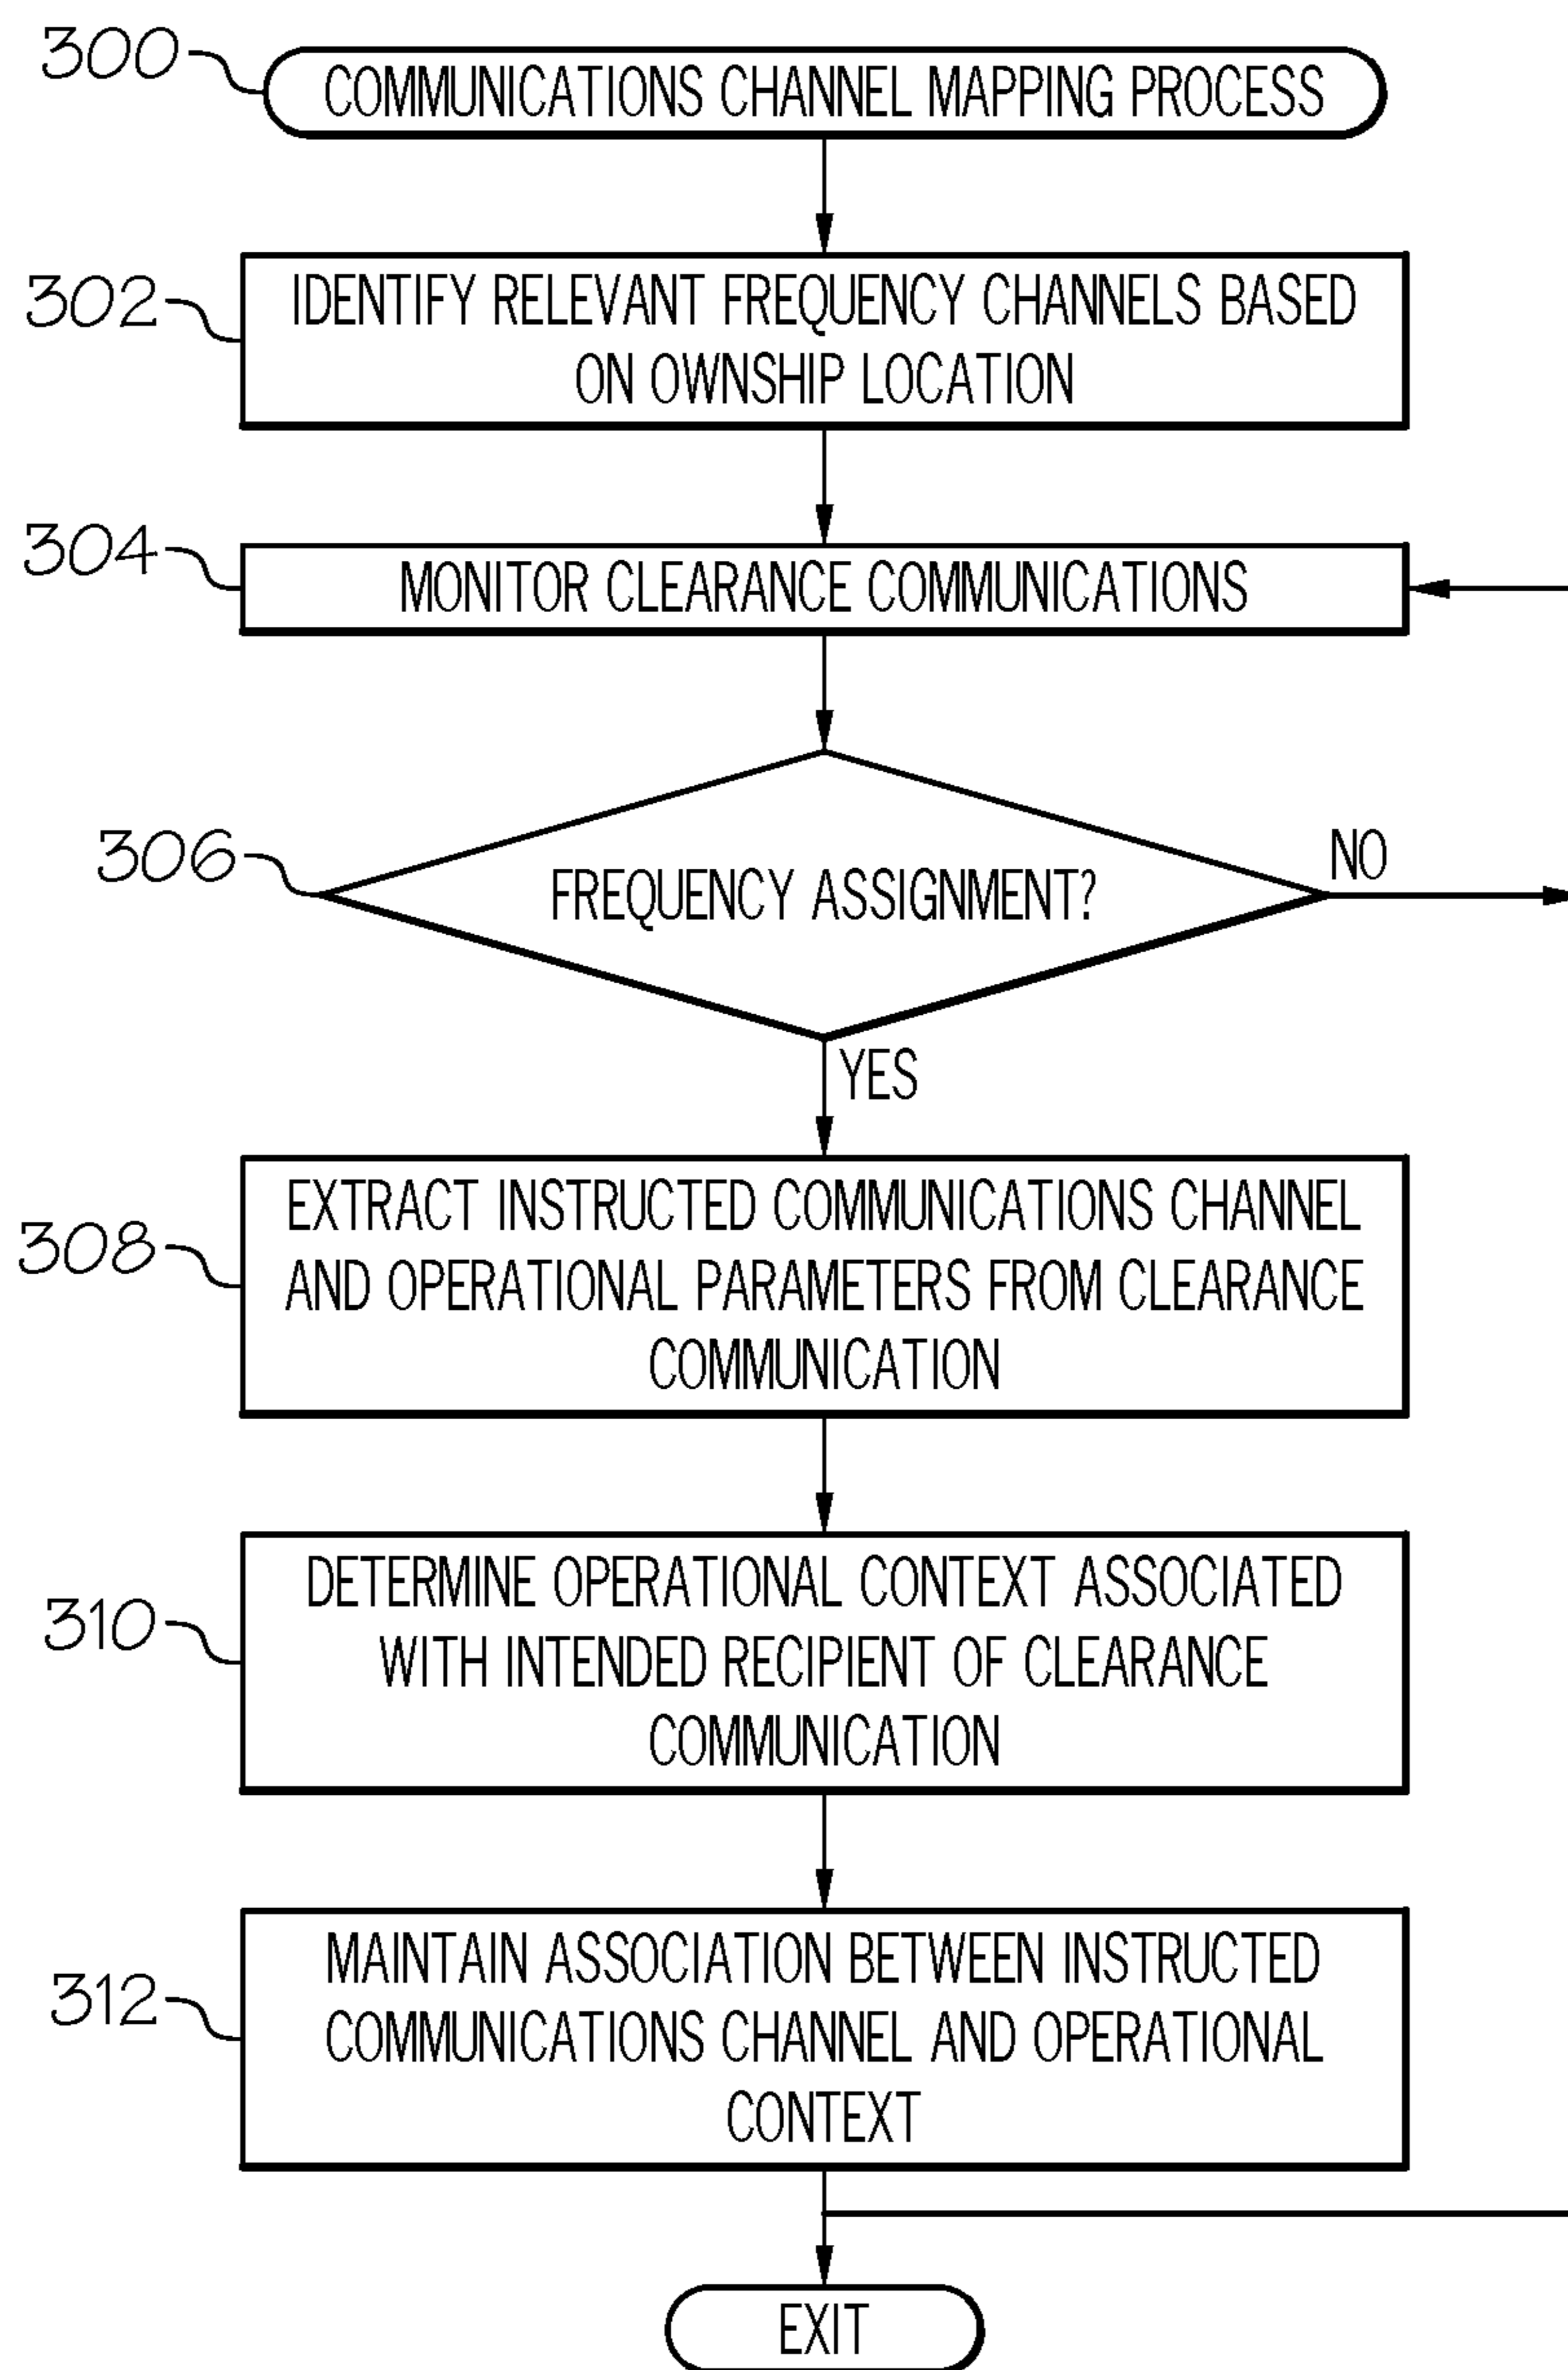 300
COMMUNICATIONS CHANNEL MAPPING PROCESS
302
IDENTIFY RELEVANT FREQUENCY CHANNELS BASED
ON OWNSHIP LOCATION
304
MONITOR CLEARANCE COMMUNICATIONS
306
FREQUENCY ASSIGNMENT?
NO
YES
308
EXTRACT INSTRUCTED COMMUNICATIONS CHANNEL
AND OPERATIONAL PARAMETERS FROM CLEARANCE
COMMUNICATION
310
DETERMINE OPERATIONAL CONTEXT ASSOCIATED
WITH INTENDED RECIPIENT OF CLEARANCE
COMMUNICATION
312
MAINTAIN ASSOCIATION BETWEEN INSTRUCTED
COMMUNICATIONS CHANNEL AND OPERATIONAL
CONTEXT
EXIT